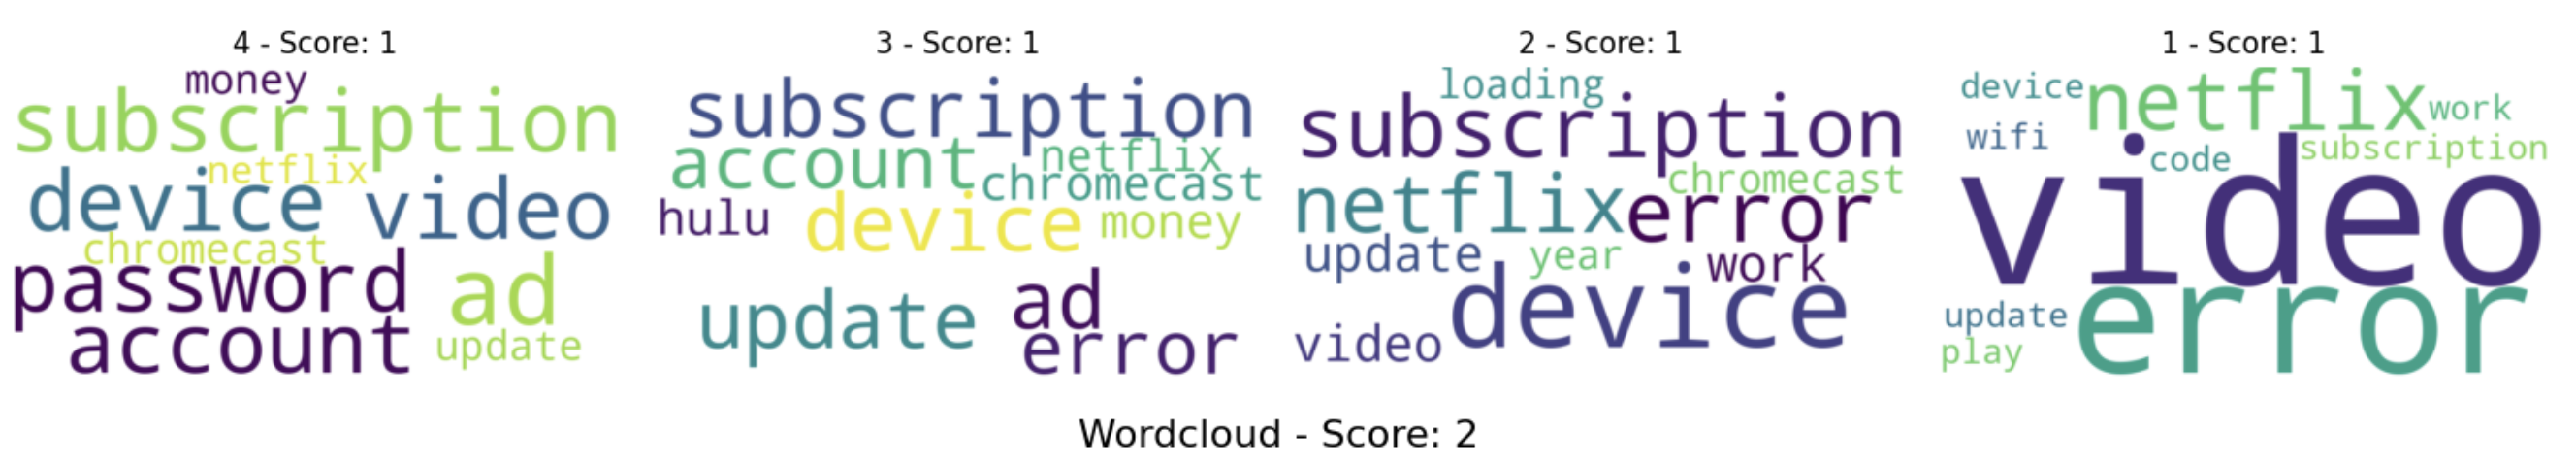 4 - Score: 1
money
subscription
netflix
device video
chromecast
password ad
account update
3 - Score: 1
subscription
account netflix
chromecast
hulu device money
update ad
error
2 - Score: 1
loading
subscription
chromecast
netflix error
update year work
video device
1 - Score: 1
device netflix work
wifi code subscription
video
update error
play
Wordcloud - Score: 2